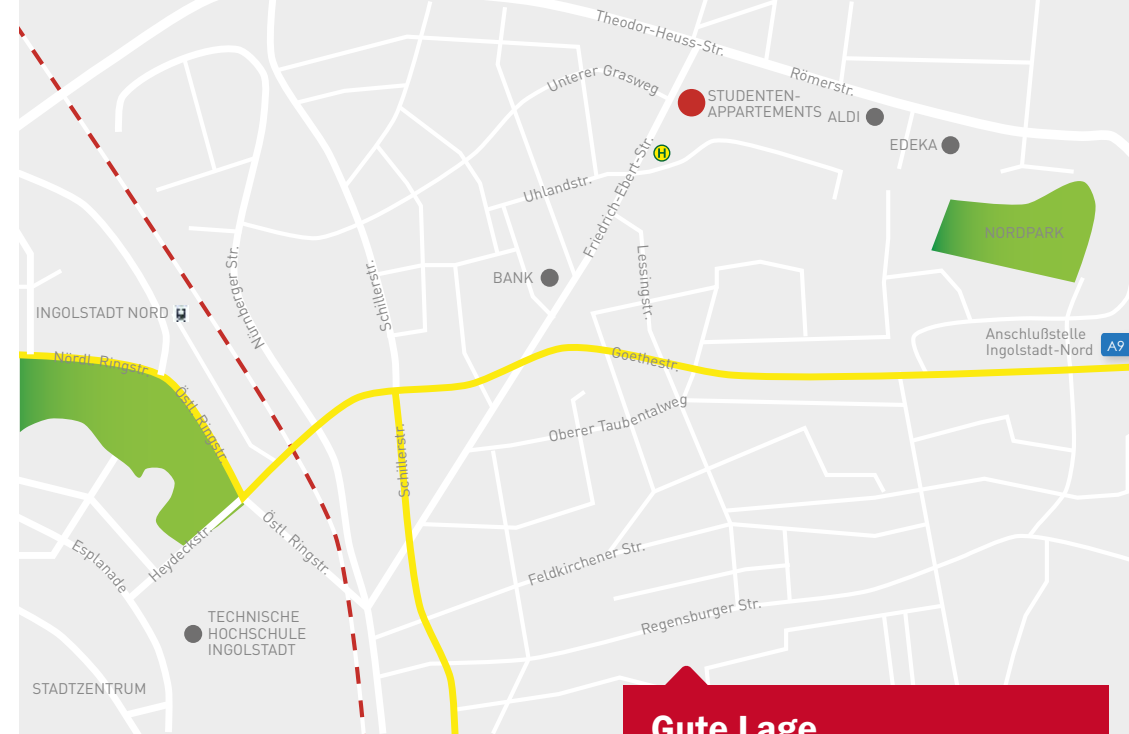 Theodor-Heuss-Str.
Römerstr.
Unterer Grasweg
STUDENTEN-
APPARTEMENTS
ALDI
H
EDEKA
Uhlandstr.
Friedrich-Ebert-Str.
NORDPARK
Nürnberger Str.
Schillerstr.
Lessingstr.
BANK
INGOLSTADT NORD
Anschlußstelle
Ingolstadt-Nord
A9
Nördl. Ringstr.
Goethestr.
Östl. Ringstr.
Oberer Taubentalweg
Schillerstr.
Östl. Ringstr.
Heydeckstr.
Esplanade
Feldkirchener Str.
Regensburger Str.
TECHNISCHE
HOCHSCHULE
INGOLSTADT
STADTZENTRUM
Gute Lage